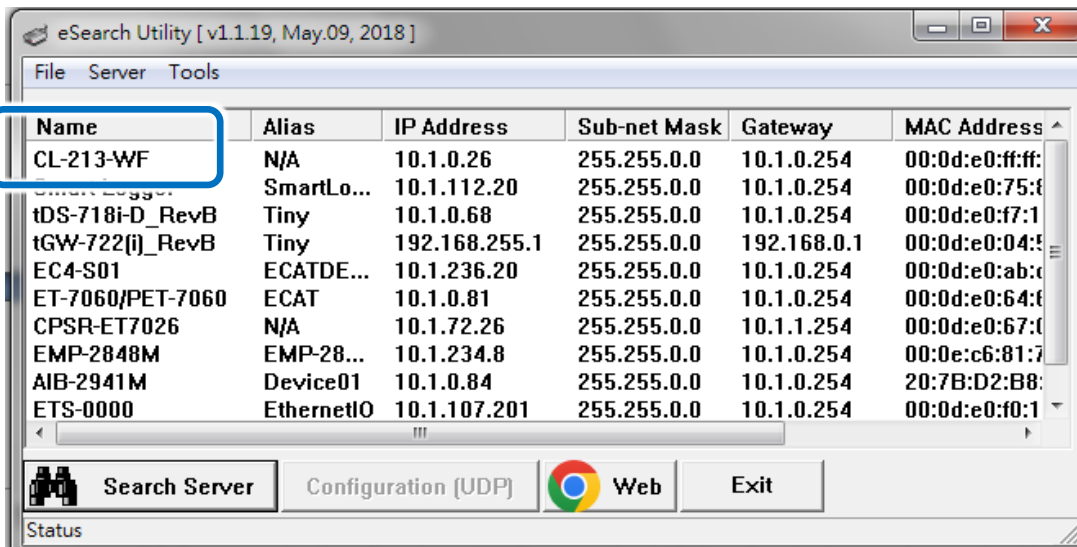 eSearch Utility [ v1.1.19, May.09, 2018 ]
File Server Tools
Name Alias IP Address Sub-net Mask Gateway MAC Address
CL-213-WF N/A 10.1.0.26 255.255.0.0 10.1.0.254 00:0d:e0:ff:ff:
Smart Logger SmartLo... 10.1.112.20 255.255.0.0 10.1.0.254 00:0d:e0:75:
tDS-718i-D_RevB Tiny 10.1.0.68 255.255.0.0 10.1.0.254 00:0d:e0:f7:1
tGW-722(i)_RevB Tiny 192.168.255.1 255.255.0.0 192.168.0.1 00:0d:e0:04:
EC4-S01 ECATDE... 10.1.236.20 255.255.0.0 10.1.0.254 00:0d:e0:ab:
ET-7060/PET-7060 ECAT 10.1.0.81 255.255.0.0 10.1.0.254 00:0d:e0:64:
CPSR-ET7026 N/A 10.1.72.26 255.255.0.0 10.1.1.254 00:0d:e0:67:
EMP-2848M EMP-28... 10.1.234.8 255.255.0.0 10.1.0.254 00:0e:c6:81:
AIB-2941M Device01 10.1.0.84 255.255.0.0 10.1.0.254 20:7B:D2:B8:
ETS-0000 EthernetIO 10.1.107.201 255.255.0.0 10.1.0.254 00:0d:e0:f0:1
Search Server Configuration (UDP) Web Exit
Status